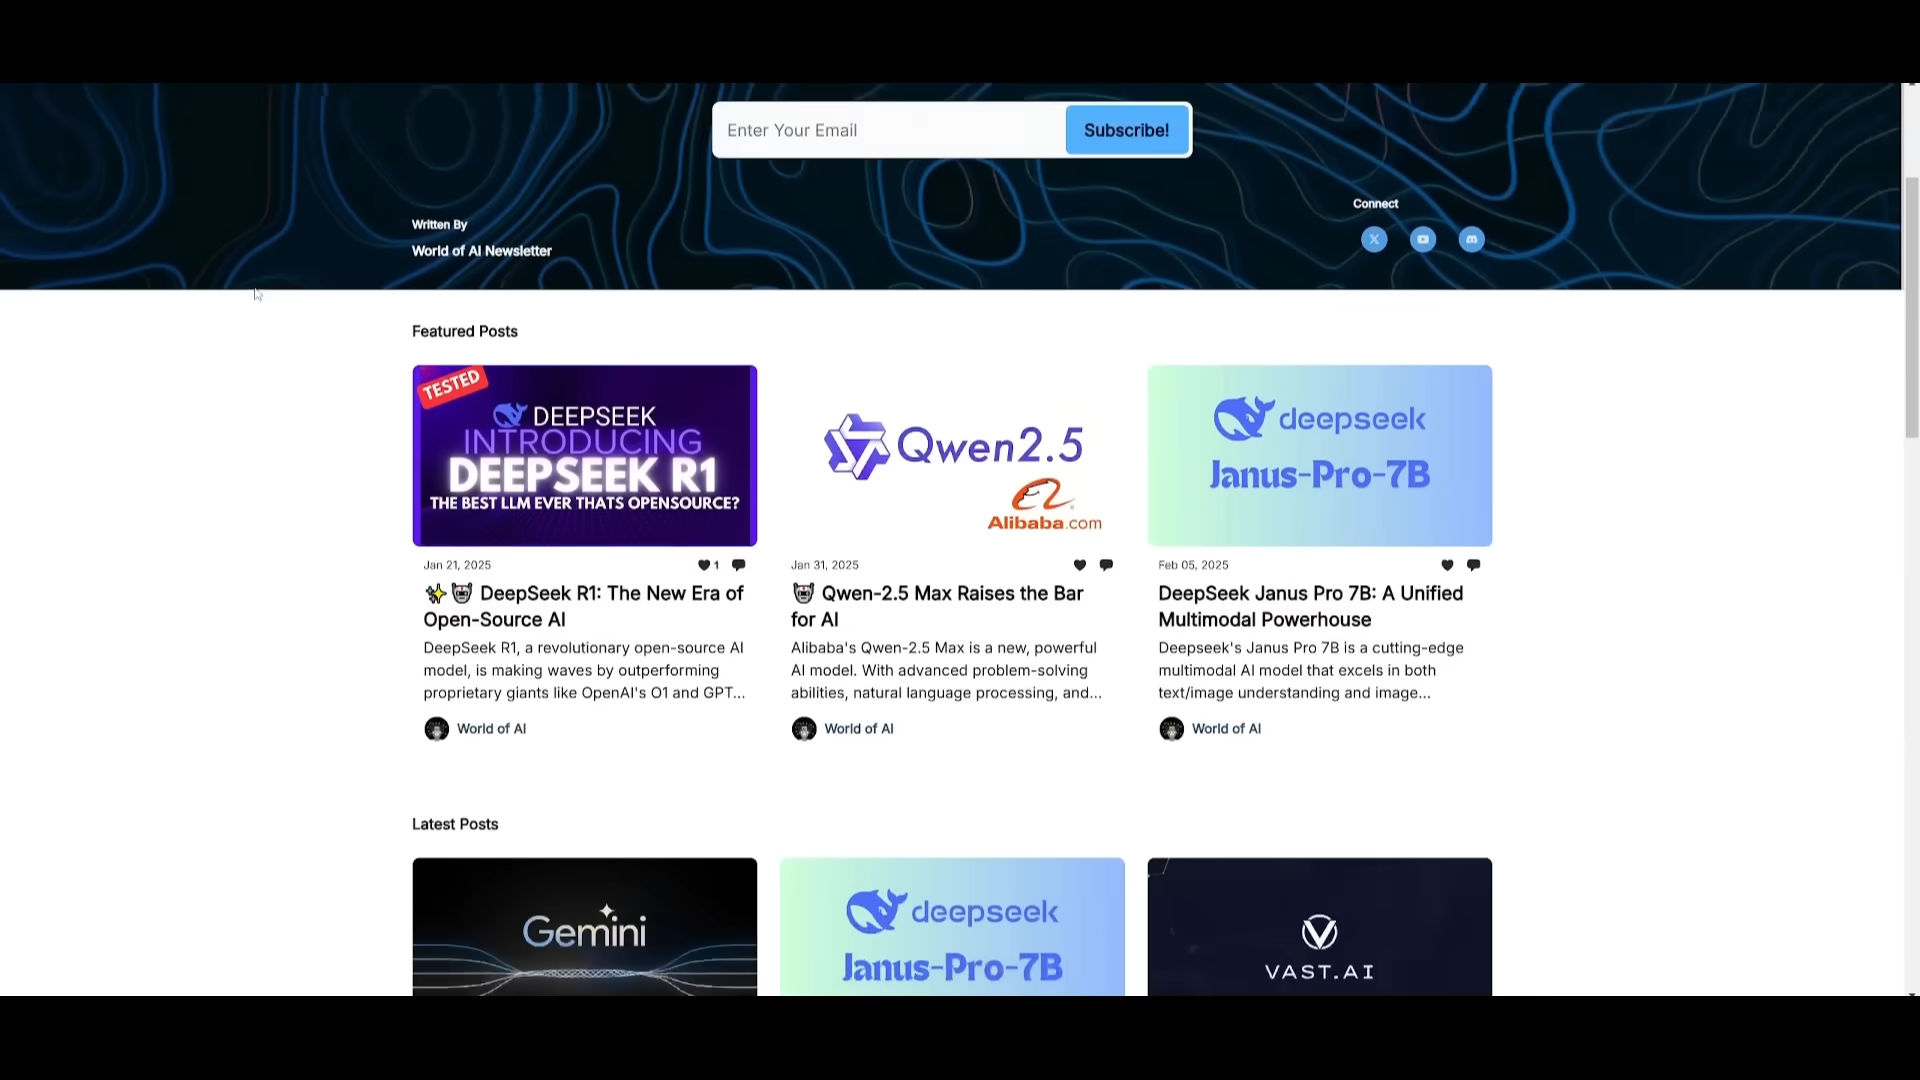 Enter Your Email
Subscribe!
Connect
Written By
World of AI Newsletter
Featured Posts
TESTED
DEEPSEEK
INTRODUCING
DEEPSEEK R1
THE BEST LLM EVER THATS OPENSOURCE?
Qwen2.5
Alibaba.com
deepseek
Janus-Pro-7B
Jan 21, 2025
1
DeepSeek R1: The New Era of
Open-Source AI
DeepSeek R1, a revolutionary open-source AI
model, is making waves by outperforming
proprietary giants like OpenAI's O1 and GPT...
World of AI
Jan 31, 2025
Qwen-2.5 Max Raises the Bar
for AI
Alibaba's Qwen-2.5 Max is a new, powerful
AI model. With advanced problem-solving
abilities, natural language processing, and...
World of AI
Feb 05, 2025
DeepSeek Janus Pro 7B: A Unified
Multimodal Powerhouse
Deepseek's Janus Pro 7B is a cutting-edge
multimodal AI model that excels in both
text/image understanding and image...
World of AI
Latest Posts
Gemini
deepseek
Janus-Pro-7B
VAST.AI